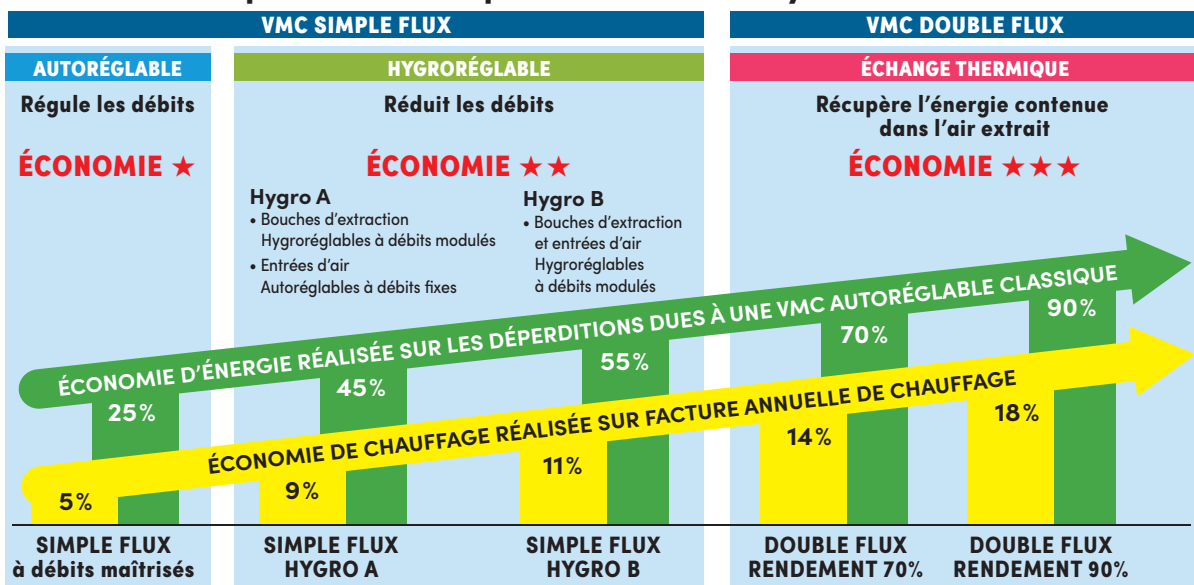 VMC SIMPLE FLUX
VMC DOUBLE FLUX
AUTORÉGLABLE
HYGRORÉGLABLE
ÉCHANGE THERMIQUE
Régule les débits
Réduit les débits
Récupère l'énergie contenue
dans l'air extrait
ÉCONOMIE ★
ÉCONOMIE ★★
ÉCONOMIE ★★★
Hygro A
• Bouches d'extraction
Hygroréglables à débits modulés
• Entrées d'air
Autoréglables à débits fixes
Hygro B
• Bouches d'extraction
et entrées d'air
Hygroréglables
à débits modulés
ÉCONOMIE D'ÉNERGIE RÉALISÉE SUR LES DÉPERDITIONS DUES À UNE VMC AUTORÉGLABLE CLASSIQUE
25%
45%
55%
70%
90%
ÉCONOMIE DE CHAUFFAGE RÉALISÉE SUR FACTURE ANNUELLE DE CHAUFFAGE
5%
9%
11%
14%
18%
SIMPLE FLUX
à débits maîtrisés
SIMPLE FLUX
HYGRO A
SIMPLE FLUX
HYGRO B
DOUBLE FLUX
RENDEMENT 70%
DOUBLE FLUX
RENDEMENT 90%